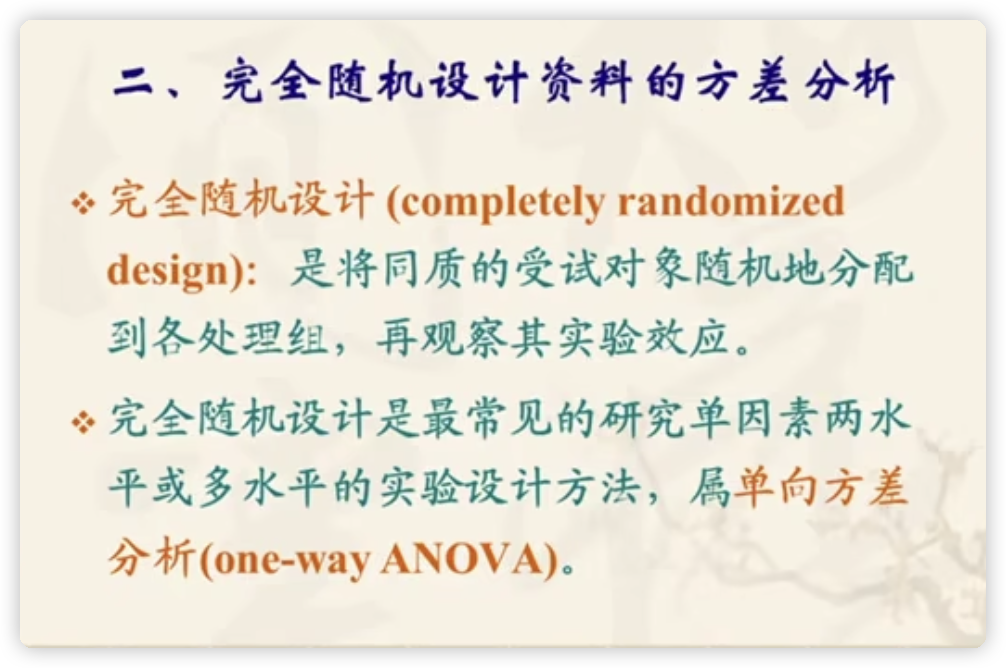 二、完全随机设计资料的方差分析
完全随机设计 (completely randomized
design): 是将同质的受试对象随机地分配
到各处理组，再观察其实验效应。
完全随机设计是最常见的研究单因素两水
平或多水平的实验设计方法，属单向方差
分析(one-way ANOVA)。